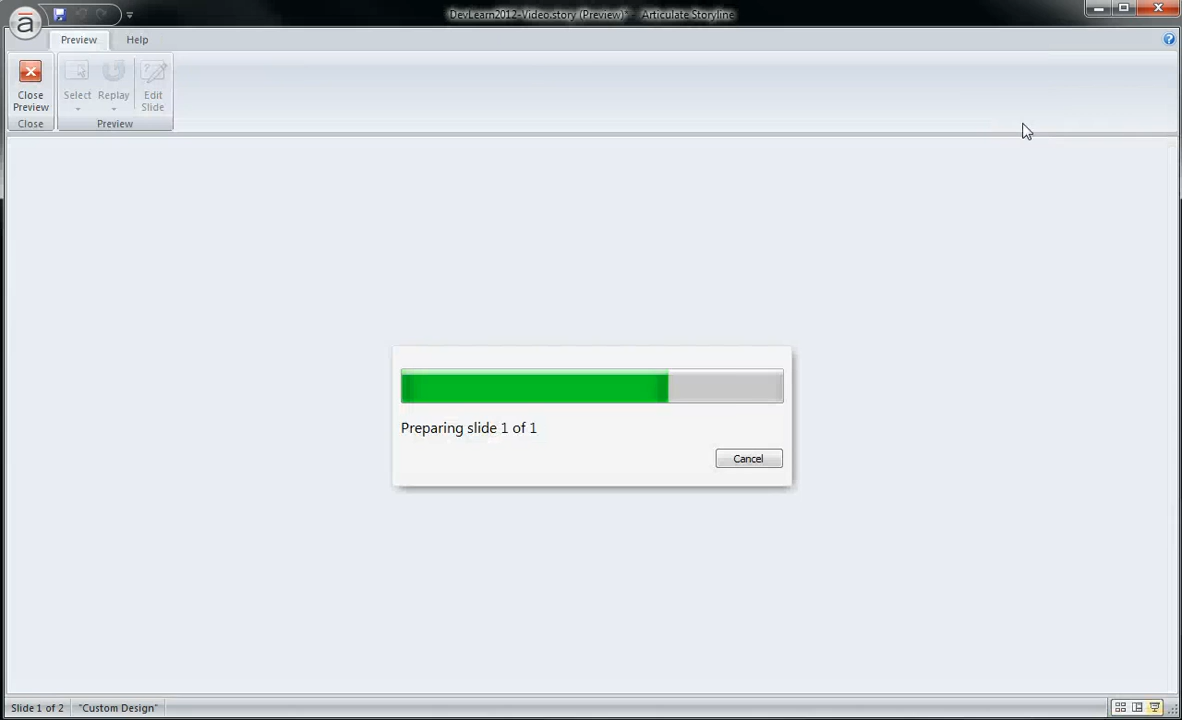 DevLearn2012-Video.story (Preview)* - Articulate Storyline
Preview Help
Close Preview
Select
Replay
Edit Slide
Close
Preview
Preparing slide 1 of 1
Cancel
Slide 1 of 2 "Custom Design"